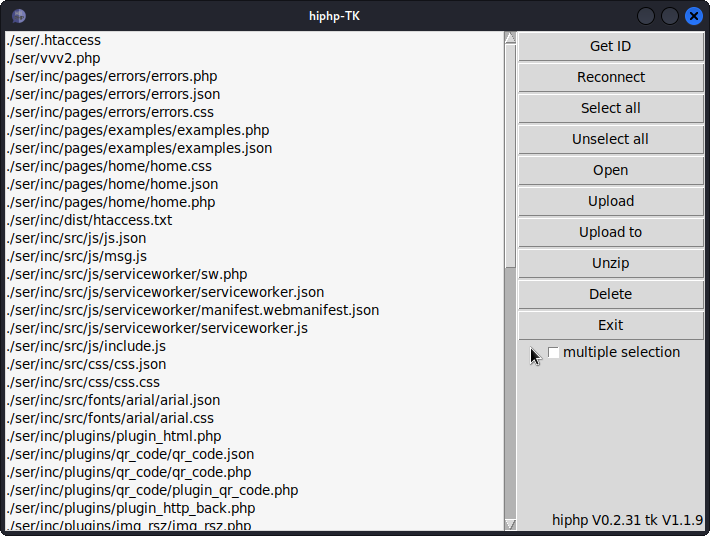 hiphp-TK
./ser/.htaccess
./ser/vvv2.php
./ser/inc/pages/errors/errors.php
./ser/inc/pages/errors/errors.json
./ser/inc/pages/errors/errors.css
./ser/inc/pages/examples/examples.php
./ser/inc/pages/examples/examples.json
./ser/inc/pages/home/home.css
./ser/inc/pages/home/home.json
./ser/inc/pages/home/home.php
./ser/inc/dist/htaccess.txt
./ser/inc/src/js/js.json
./ser/inc/src/js/msg.js
./ser/inc/src/js/serviceworker/sw.php
./ser/inc/src/js/serviceworker/serviceworker.json
./ser/inc/src/js/serviceworker/manifest.webmanifest.json
./ser/inc/src/js/serviceworker/serviceworker.js
./ser/inc/src/js/include.js
./ser/inc/src/css/css.json
./ser/inc/src/css/css.css
./ser/inc/src/fonts/arial/arial.json
./ser/inc/src/fonts/arial/arial.css
./ser/inc/plugins/plugin_html.php
./ser/inc/plugins/qr_code/qr_code.json
./ser/inc/plugins/qr_code/qr_code.php
./ser/inc/plugins/qr_code/plugin_qr_code.php
./ser/inc/plugins/plugin_http_back.php
./ser/inc/plugins/img_rsz/img_rsz.php
Get ID
Reconnect
Select all
Unselect all
Open
Upload
Upload to
Unzip
Delete
Exit
multiple selection
hiphp V0.2.31 tk V1.1.9